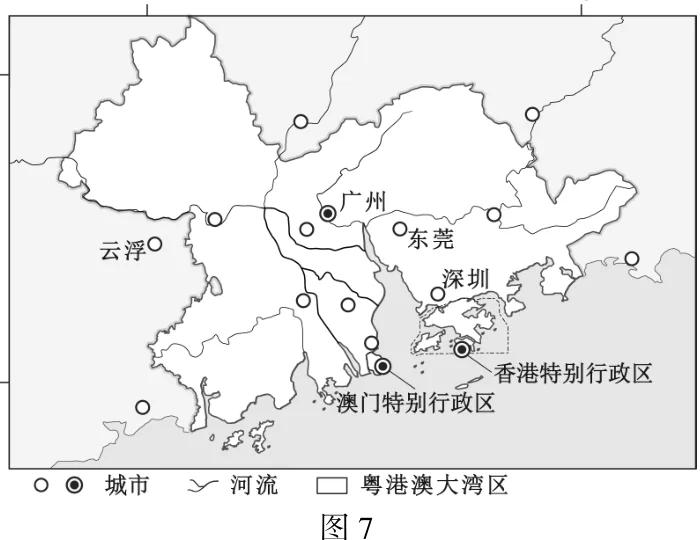 广州
云浮
东莞
深圳
香港特别行政区
澳门特别行政区
城市 河流 粤港澳大湾区
图 7